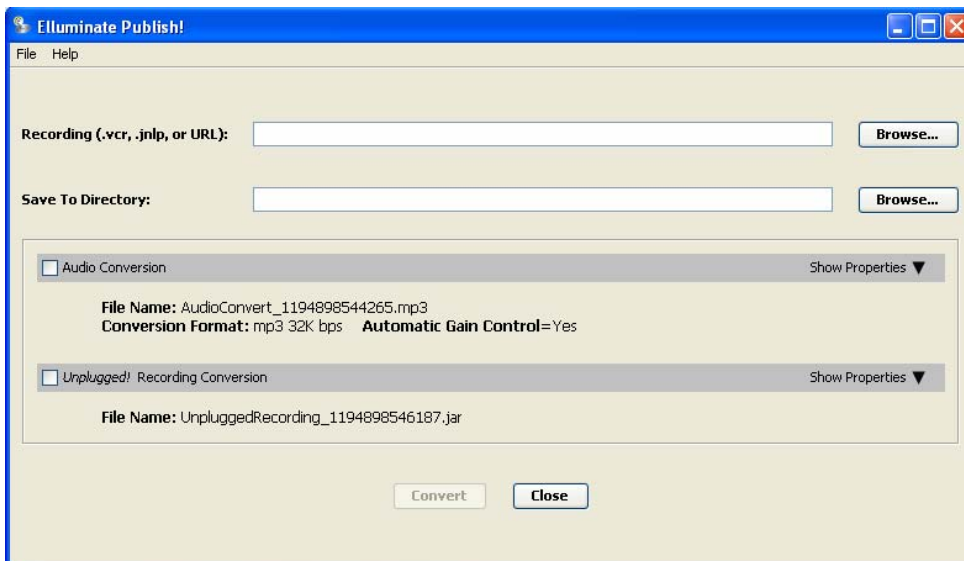 Elluminate Publish!
File Help
Recording (.vcr, .jnlp, or URL): Browse...
Save To Directory: Browse...
Audio Conversion Show Properties ▼
File Name: AudioConvert_1194898544265.mp3
Conversion Format: mp3 32K bps Automatic Gain Control=Yes
Unplugged! Recording Conversion Show Properties ▼
File Name: UnpluggedRecording_1194898546187.jar
Convert Close